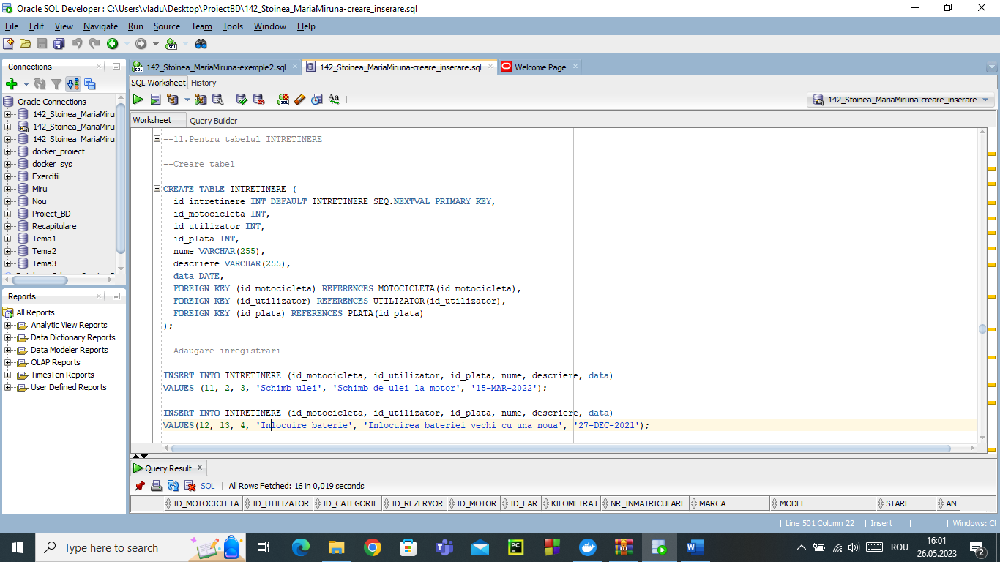 Oracle SQL Developer : C:\Users\vladu\Desktop\ProiectBD\142_Stoinea_MariaMiruna-creare_inserare.sql
File Edit View Navigate Run Source Team Tools Window Help
Connections
Oracle Connections
142_Stoinea_MariaMiru
142_Stoinea_MariaMiru
142_Stoinea_MariaMiru
docker_proiect
docker_sys
Exercitii
Miru
Nou
Proiect_BD
Recapitulare
Tema1
Tema2
Tema3
Reports
All Reports
Analytic View Reports
Data Dictionary Reports
Data Modeler Reports
OLAP Reports
TimesTen Reports
User Defined Reports
142_Stoinea_MariaMiruna-exemple2.sql 142_Stoinea_MariaMiruna-creare_inserare.sql Welcome Page
SQL Worksheet History
142_Stoinea_MariaMiruna-creare_inserare
Worksheet Query Builder
--11.Pentru tabelul INTRETINERE
--Creare tabel
CREATE TABLE INTRETINERE (
id_intretinere INT DEFAULT INTRETINERE_SEQ.NEXTVAL PRIMARY KEY,
id_motocicleta INT,
id_utilizator INT,
id_plata INT,
nume VARCHAR(255),
descriere VARCHAR(255),
data DATE,
FOREIGN KEY (id_motocicleta) REFERENCES MOTOCICLETA(id_motocicleta),
FOREIGN KEY (id_utilizator) REFERENCES UTILIZATOR(id_utilizator),
FOREIGN KEY (id_plata) REFERENCES PLATA(id_plata)
);
--Adaugare inregistrari
INSERT INTO INTRETINERE (id_motocicleta, id_utilizator, id_plata, nume, descriere, data)
VALUES (11, 2, 3, 'Schimb ulei', 'Schimb de ulei la motor', '15-MAR-2022');
INSERT INTO INTRETINERE (id_motocicleta, id_utilizator, id_plata, nume, descriere, data)
VALUES(12, 13, 4, 'Inlocuire baterie', 'Inlocuirea bateriei vechi cu una noua', '27-DEC-2021');
Query Result
SQL All Rows Fetched: 16 in 0,019 seconds
ID_MOTOCICLETA ID_UTILIZATOR ID_CATEGORIE ID_REZERVOR ID_MOTOR ID_FAR KILOMETRAJ NR_INMATRICULARE MARCA MODEL STARE AN
Line 501 Column 22 Insert Windows: CF
Type here to search
ROU
16:01
26.05.2023
2